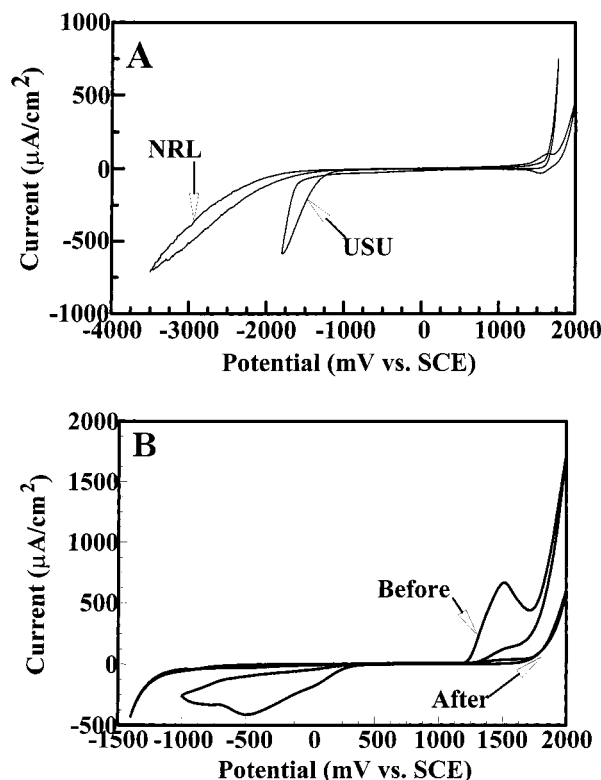 1000
A
500
NRL
0
USU
-500
-1000
-4000 -3000 -2000 -1000 0 1000 2000
Current (μA/cm²)
Potential (mV vs. SCE)
2000
B
1500
1000
Before
500
0
After
-500
-1500 -1000 -500 0 500 1000 1500 2000
Current (μA/cm²)
Potential (mV vs. SCE)